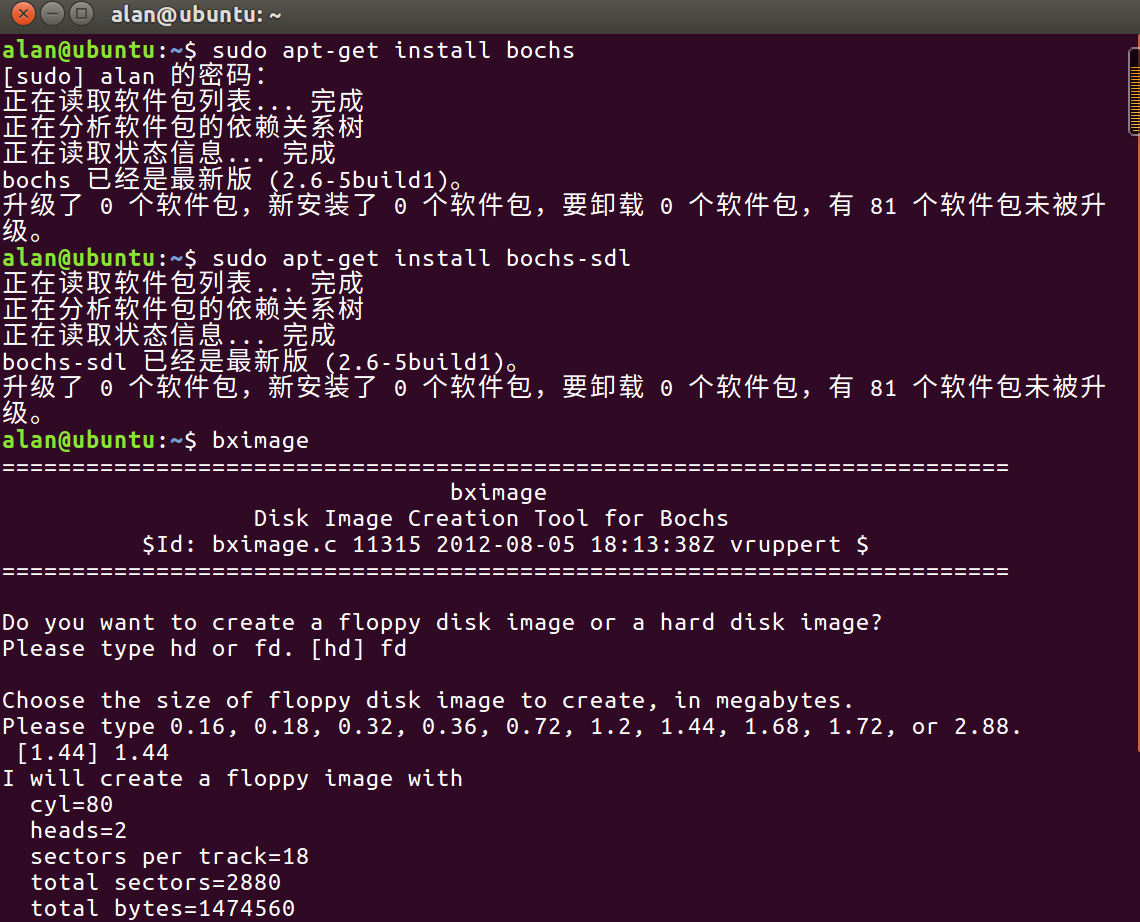 alan@ubuntu: ~
alan@ubuntu:~$ sudo apt-get install bochs
[sudo] alan 的密码：
正在读取软件包列表... 完成
正在分析软件包的依赖关系树
正在读取状态信息... 完成
bochs 已经是最新版 (2.6-5build1)。
升级了 0 个软件包，新安装了 0 个软件包，要卸载 0 个软件包，有 81 个软件包未被升
级。
alan@ubuntu:~$ sudo apt-get install bochs-sdl
正在读取软件包列表... 完成
正在分析软件包的依赖关系树
正在读取状态信息... 完成
bochs-sdl 已经是最新版 (2.6-5build1)。
升级了 0 个软件包，新安装了 0 个软件包，要卸载 0 个软件包，有 81 个软件包未被升
级。
alan@ubuntu:~$ bximage
========================================================================
bximage
Disk Image Creation Tool for Bochs
$Id: bximage.c 11315 2012-08-05 18:13:38Z vruppert $
========================================================================
Do you want to create a floppy disk image or a hard disk image?
Please type hd or fd. [hd] fd
Choose the size of floppy disk image to create, in megabytes.
Please type 0.16, 0.18, 0.32, 0.36, 0.72, 1.2, 1.44, 1.68, 1.72, or 2.88.
[1.44] 1.44
I will create a floppy image with
cyl=80
heads=2
sectors per track=18
total sectors=2880
total bytes=1474560